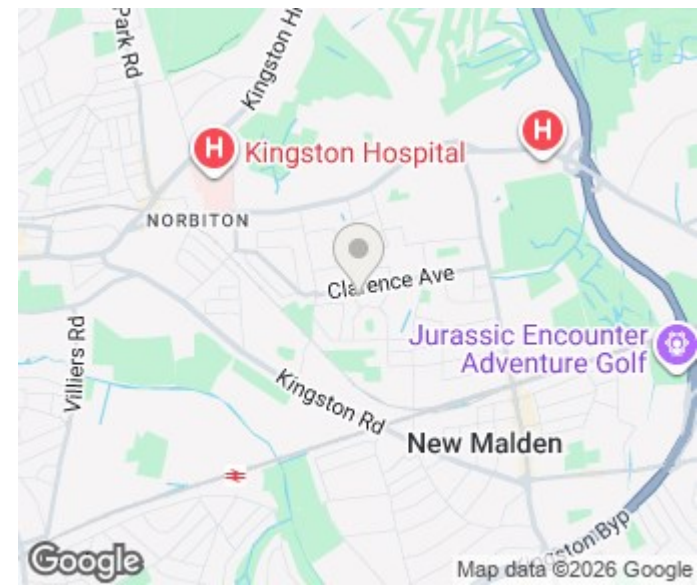 Park Rd
Kingston Hi
Kingston Hospital
H
H
NORBITON
Clarence Ave
Villiers Rd
Jurassic Encounter
Adventure Golf
Kingston Rd
New Malden
Kingston Byp
Google
Map data ©2026 Google